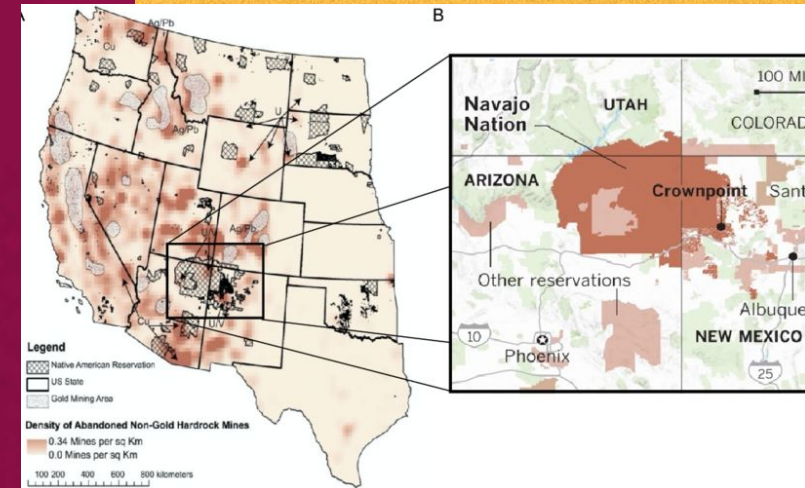 B
Ag/Pb
Cu
Ag/Pb
U
U/V
Ag/Pb
Cu
U/V
Legend
Native American Reservation
US State
Gold Mining Area
Density of Abandoned Non-Gold Hardrock Mines
0.34 Mines per sq Km
0.0 Mines per sq Km
100 200 400 600 800 kilometers
100 MI
Navajo
Nation
UTAH
COLORAD
ARIZONA
Crownpoint
Sant
Other reservations
Albuque
10
Phoenix
NEW MEXICO
25